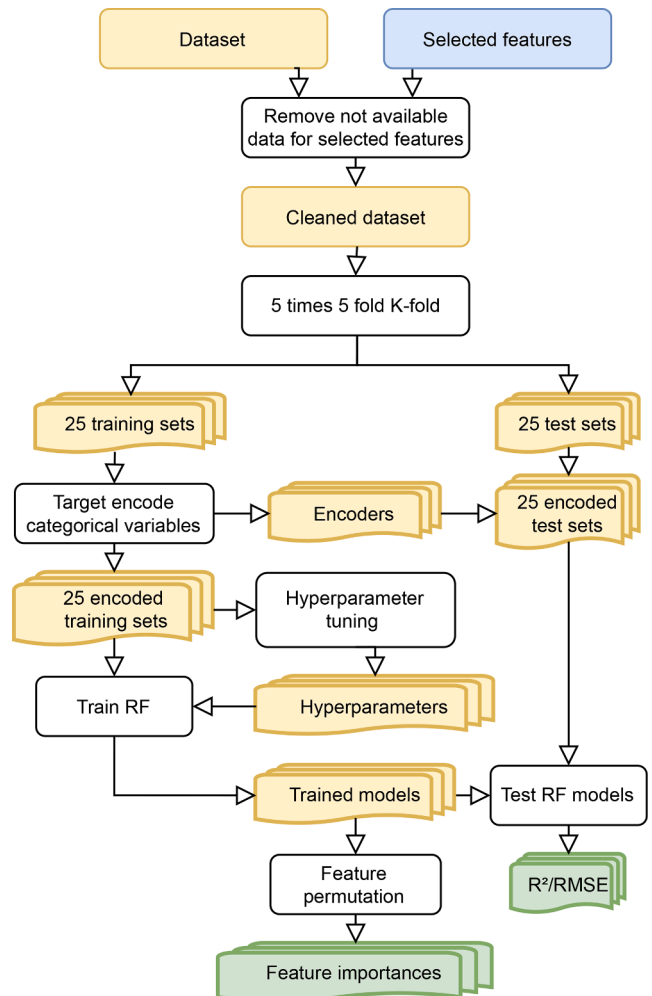 Dataset
Selected features
Remove not available
data for selected features
Cleaned dataset
5 times 5 fold K-fold
25 training sets
25 test sets
Target encode
categorical variables
Encoders
25 encoded
test sets
25 encoded
training sets
Hyperparameter
tuning
Train RF
Hyperparameters
Trained models
Test RF models
Feature
permutation
R²/RMSE
Feature importances